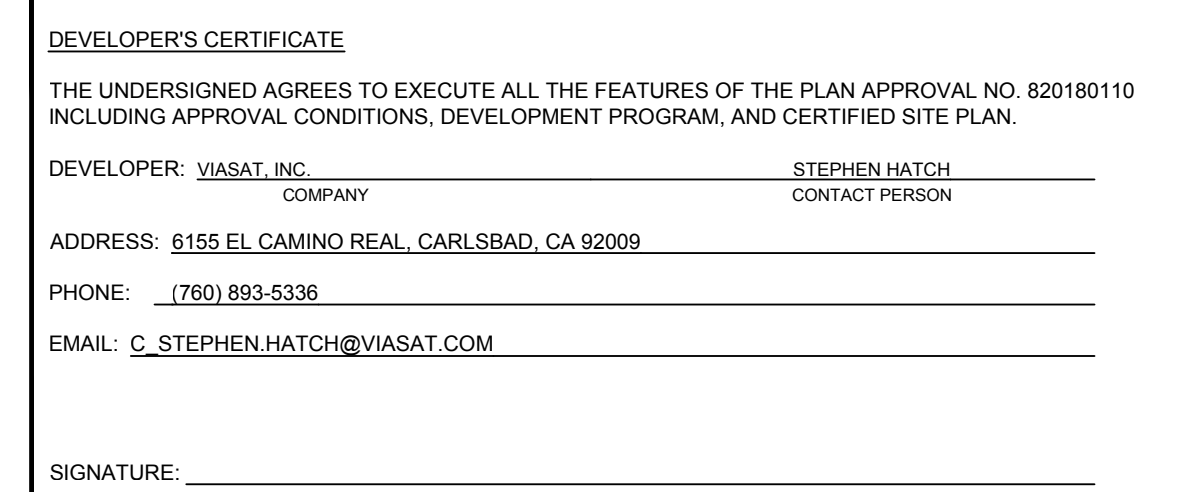 DEVELOPER'S CERTIFICATE
THE UNDERSIGNED AGREES TO EXECUTE ALL THE FEATURES OF THE PLAN APPROVAL NO. 820180110
INCLUDING APPROVAL CONDITIONS, DEVELOPMENT PROGRAM, AND CERTIFIED SITE PLAN.
DEVELOPER: VIASAT, INC. STEPHEN HATCH
COMPANY CONTACT PERSON
ADDRESS: 6155 EL CAMINO REAL, CARLSBAD, CA 92009
PHONE: (760) 893-5336
EMAIL: C_STEPHEN.HATCH@VIASAT.COM
SIGNATURE: